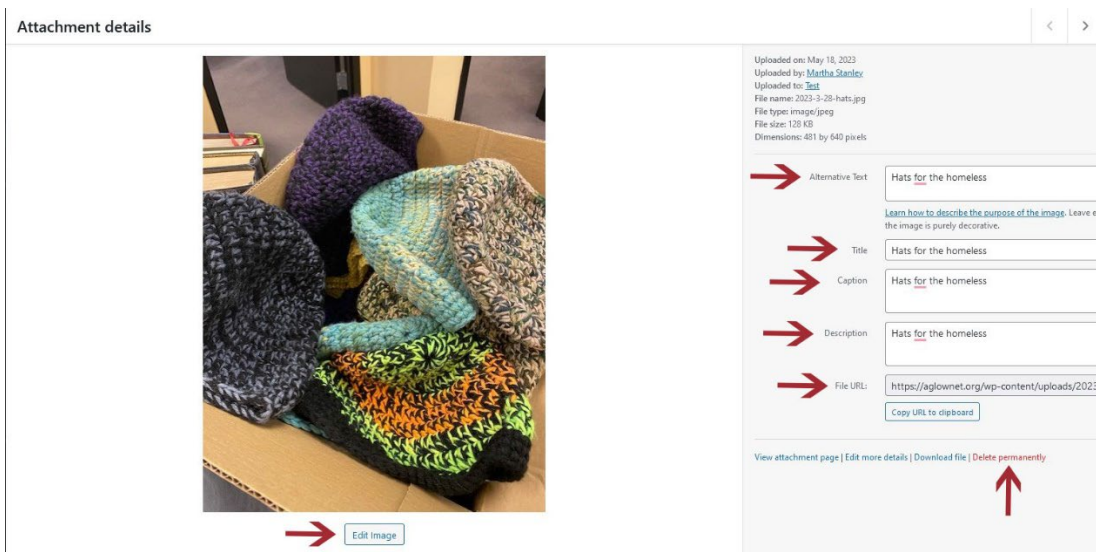 Attachment details
Uploaded on: May 18, 2023
Uploaded by: Martha Stanley
Uploaded to: Test
File name: 2023-3-28-hats.jpg
File type: image/jpeg
File size: 128 KB
Dimensions: 481 by 640 pixels
Alternative Text
Hats for the homeless
Learn how to describe the purpose of the image. Leave e
the image is purely decorative.
Title
Hats for the homeless
Caption
Hats for the homeless
Description
Hats for the homeless
File URL:
https://aglownet.org/wp-content/uploads/2023
Copy URL to clipboard
View attachment page | Edit more details | Download file | Delete permanently
Edit Image